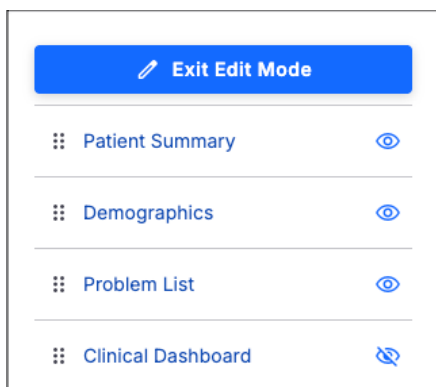 Exit Edit Mode
Patient Summary
Demographics
Problem List
Clinical Dashboard